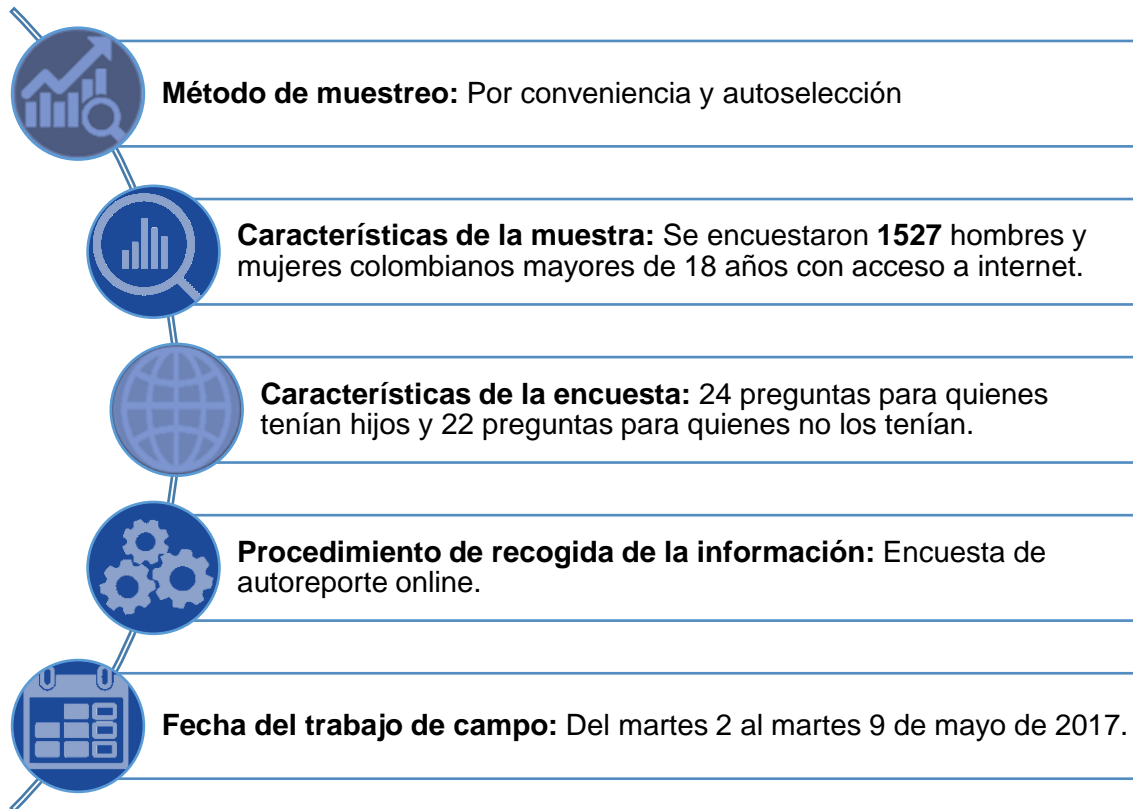 Método de muestreo: Por conveniencia y autoselección
Características de la muestra: Se encuestaron 1527 hombres y
mujeres colombianos mayores de 18 años con acceso a internet.
Características de la encuesta: 24 preguntas para quienes
tenían hijos y 22 preguntas para quienes no los tenían.
Procedimiento de recogida de la información: Encuesta de
autoreporte online.
Fecha del trabajo de campo: Del martes 2 al martes 9 de mayo de 2017.